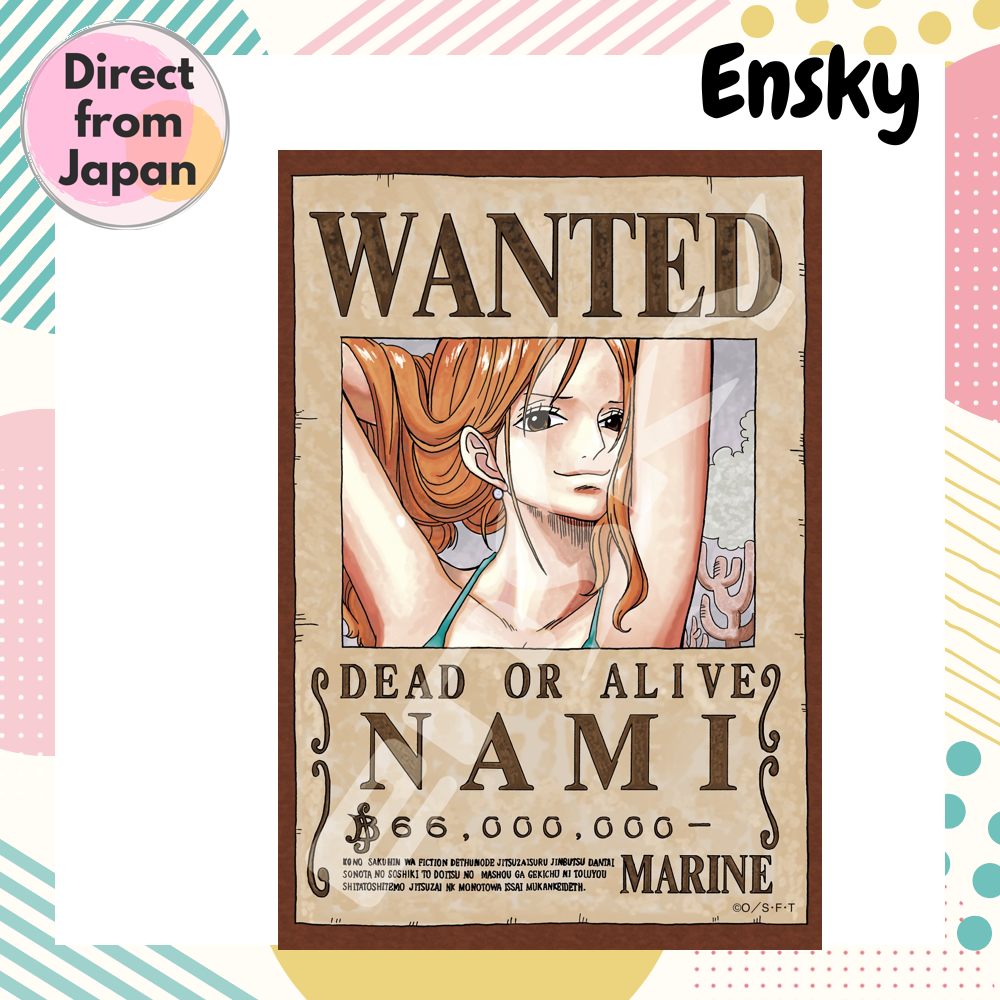 Direct
from
Japan
Ensky
WANTED
DEAD OR ALIVE
NAMI
66,000,000-
KONO SAKUHIN WA FICTION DETHUNODE JITSUZAISURU JINBUTSU DANTAI
SONOTA NO SOSHIKI TO DOITSU NO MASHOU GA GEKICHU NI TOUJYOU
SHITATOSHITEMO JITSUZAI NK MONOTOWA ISSAI MUKANKEIDETH.
MARINE
©O/S・F・T